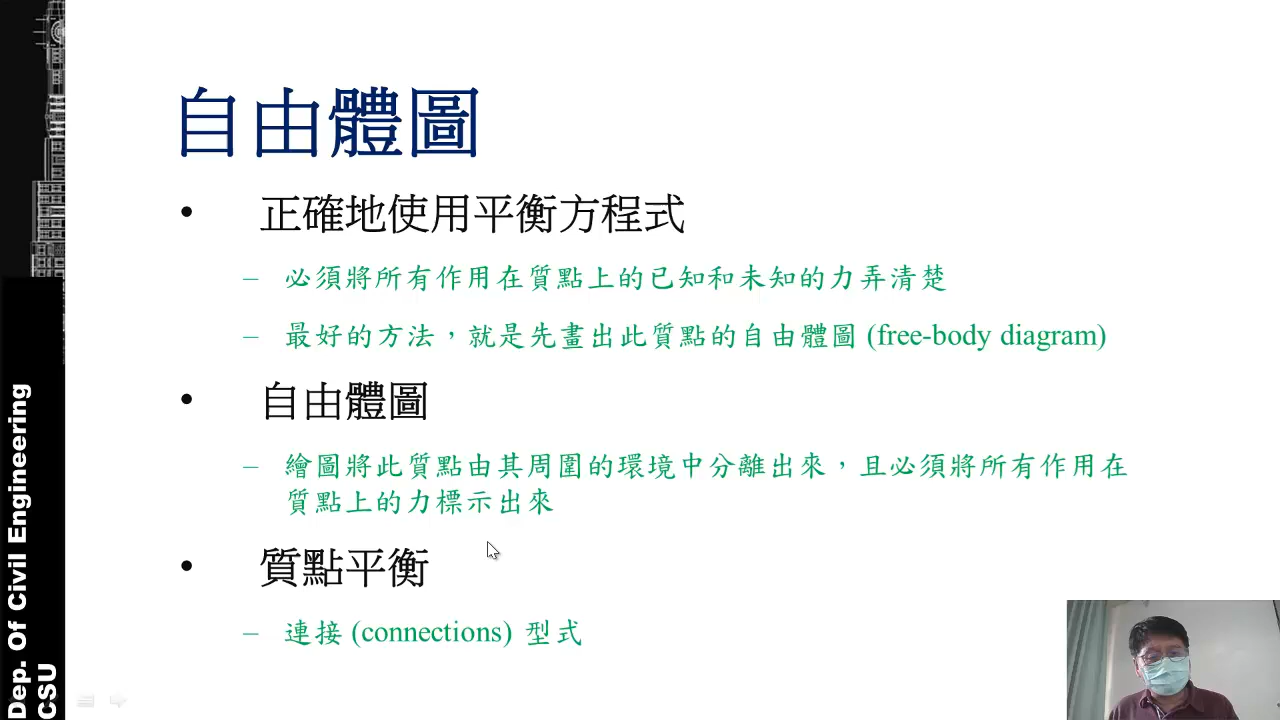 自由體圖
• 正確地使用平衡方程式
– 必須將所有作用在質點上的已知和未知的力弄清楚
– 最好的方法，就是先畫出此質點的自由體圖 (free-body diagram)
• 自由體圖
– 繪圖將此質點由其周圍的環境中分離出來，且必須將所有作用在
質點上的力標示出來
• 質點平衡
– 連接 (connections) 型式
Dep. Of Civil Engineering
CSU